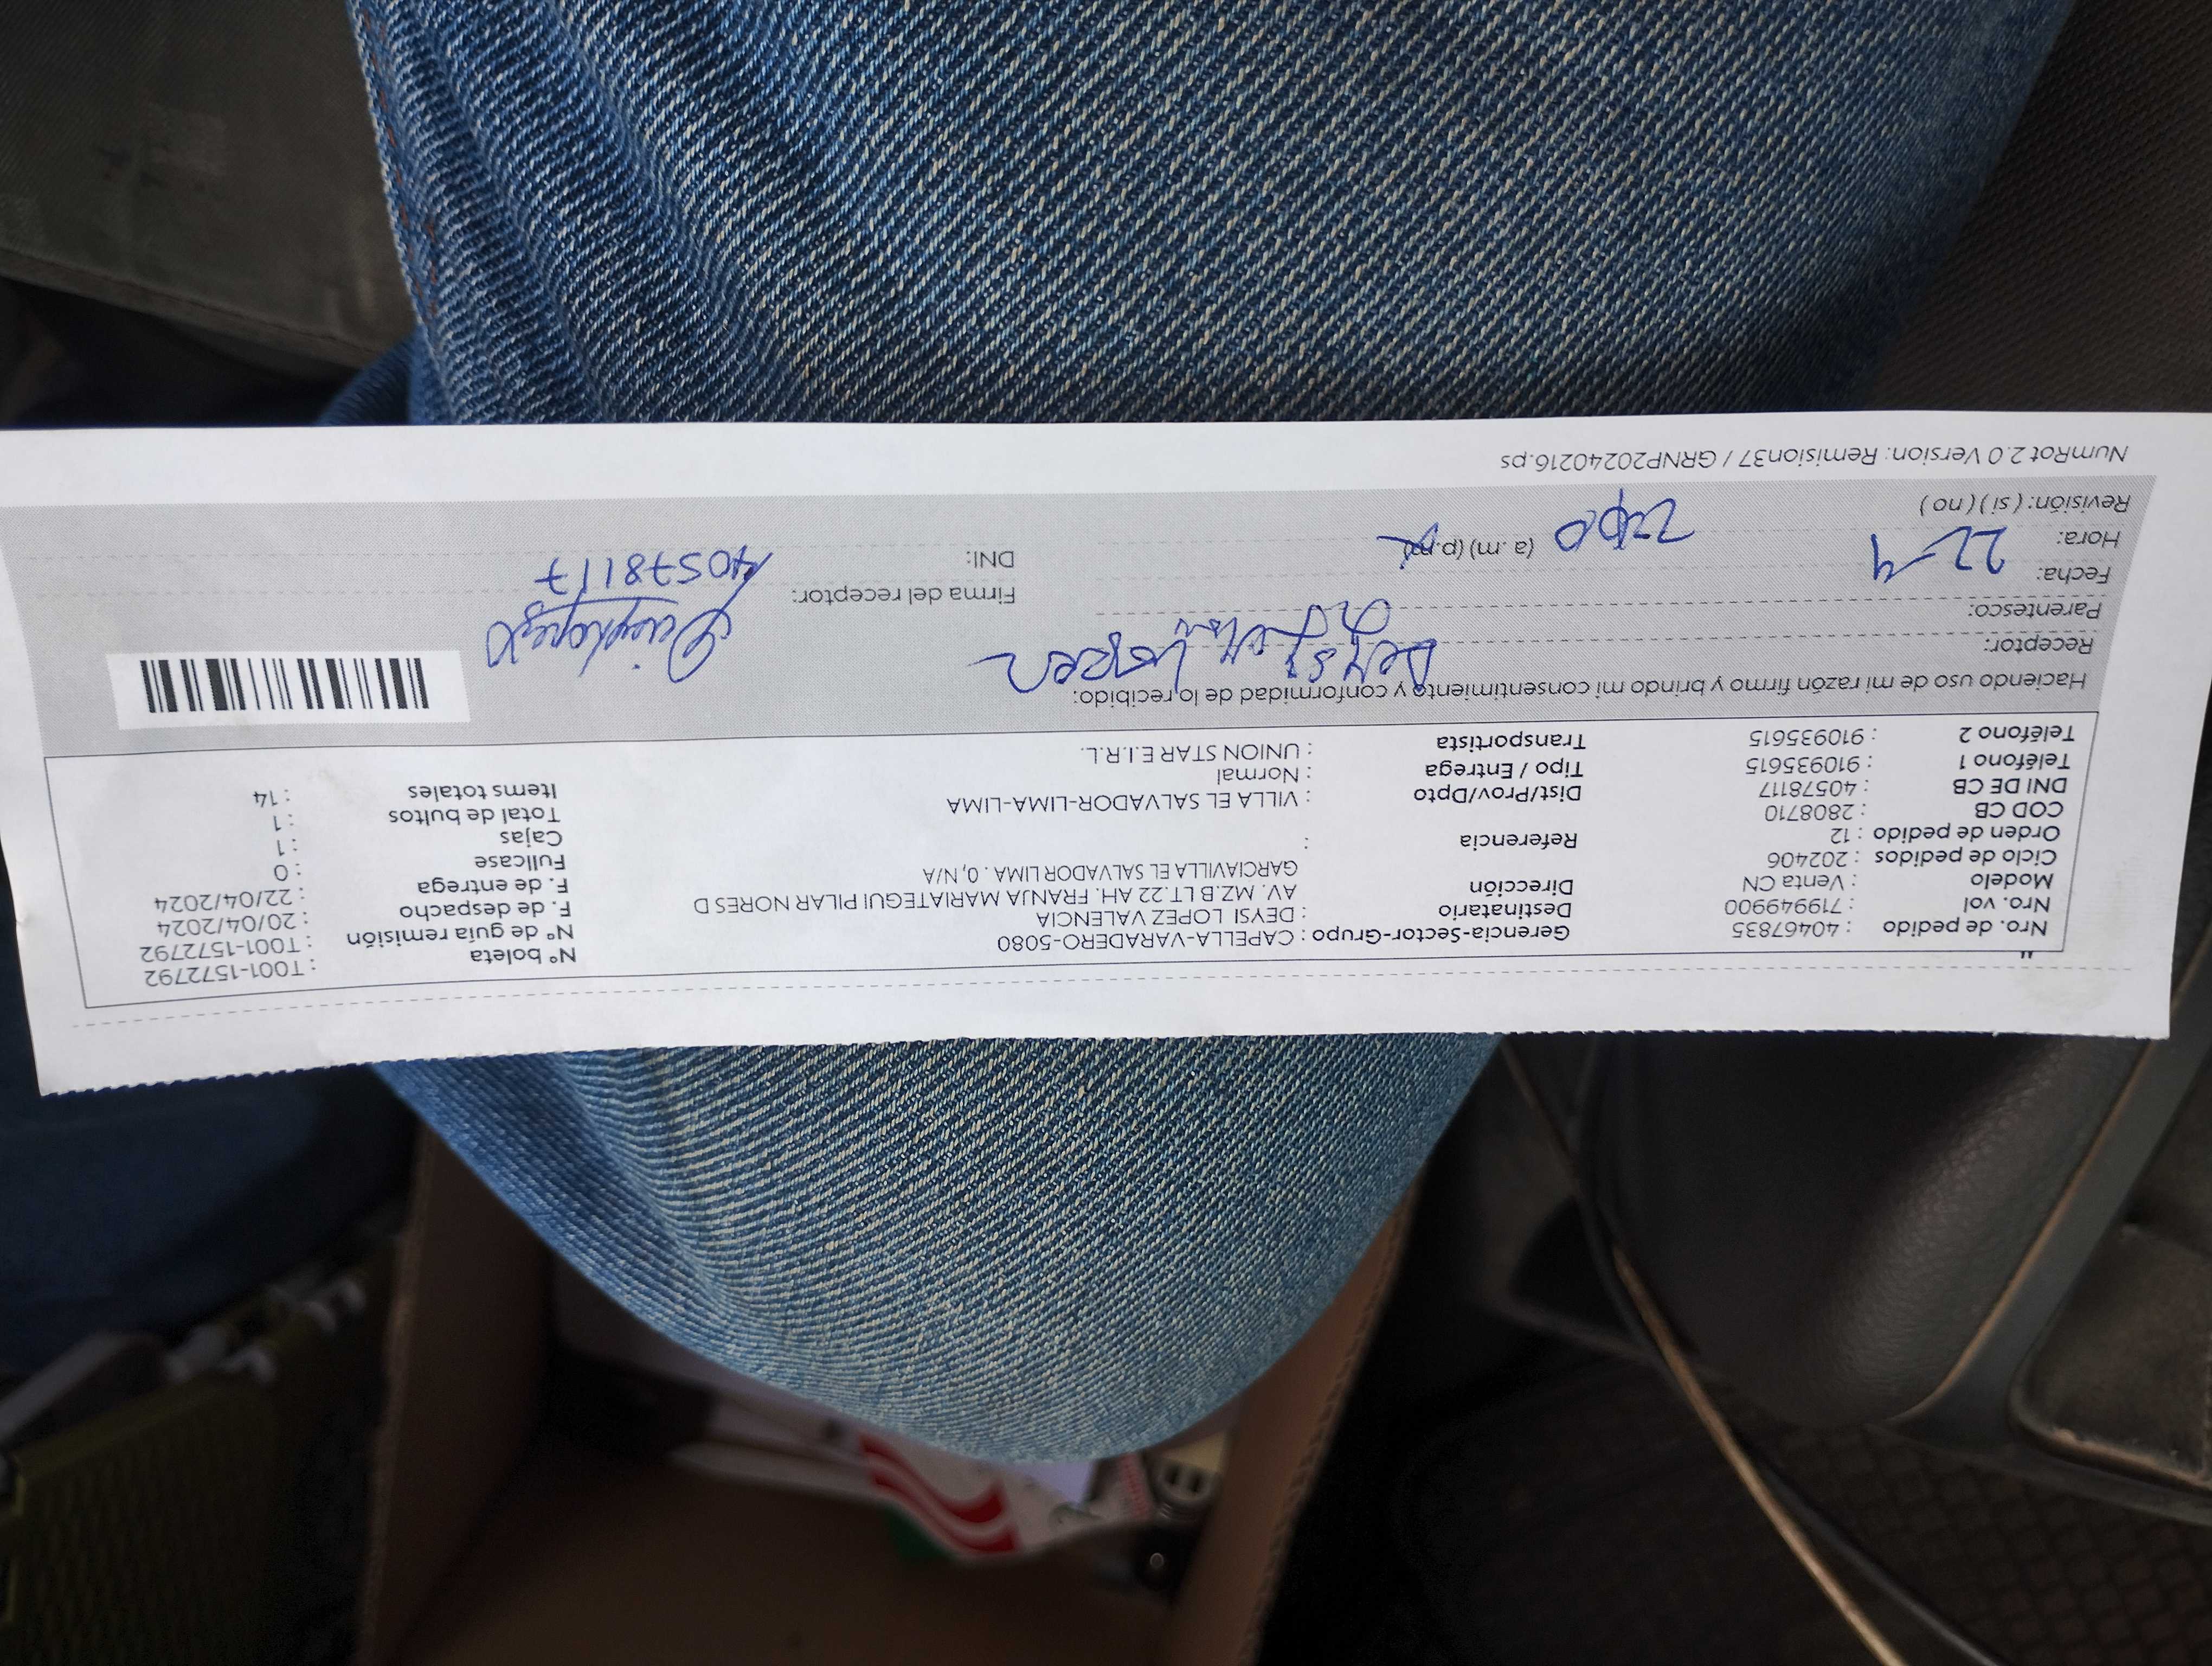 Nro. de pedido : 40467835 Gerencia-Sector-Grupo : CAPELLA-VARADERO-5080 N° boleta : T001-1572792
Nro. vol : 719949900 Destinatario : DEYSI LOPEZ VALENCIA N° de guía remisión : T001-1572792
Modelo : Venta CN Dirección AV. MZ.B LT.22 AH. FRANJA MARIATEGUI PILAR NORES D F. de despacho : 20/04/2024
Ciclo de pedidos : 202406 GARCIAVILLA EL SALVADOR LIMA . 0, N/A F. de entrega : 22/04/2024
Orden de pedido : 12 Referencia : Fullcase : 0
COD CB : 2808710 Cajas : 1
DNI DE CB : 40578117 Dist/Prov/Dpto : VILLA EL SALVADOR-LIMA-LIMA Total de bultos : 1
Teléfono 1 : 910935615 Tipo / Entrega : Normal Items totales : 14
Teléfono 2 : 910935615 Transportista : UNION STAR E.I.R.L.
Haciendo uso de mi razón firmo y brindo mi consentimiento y conformidad de lo recibido:
Receptor: Deysi Lopez
Parentesco:
Firma del receptor:
Fecha: 22-4
DNI: 40578117
Hora: (a.m) (p.m)
Revisión: ( si ) ( no )
NumRot 2.0 Version: Remision37 / GRNP20240216.ps